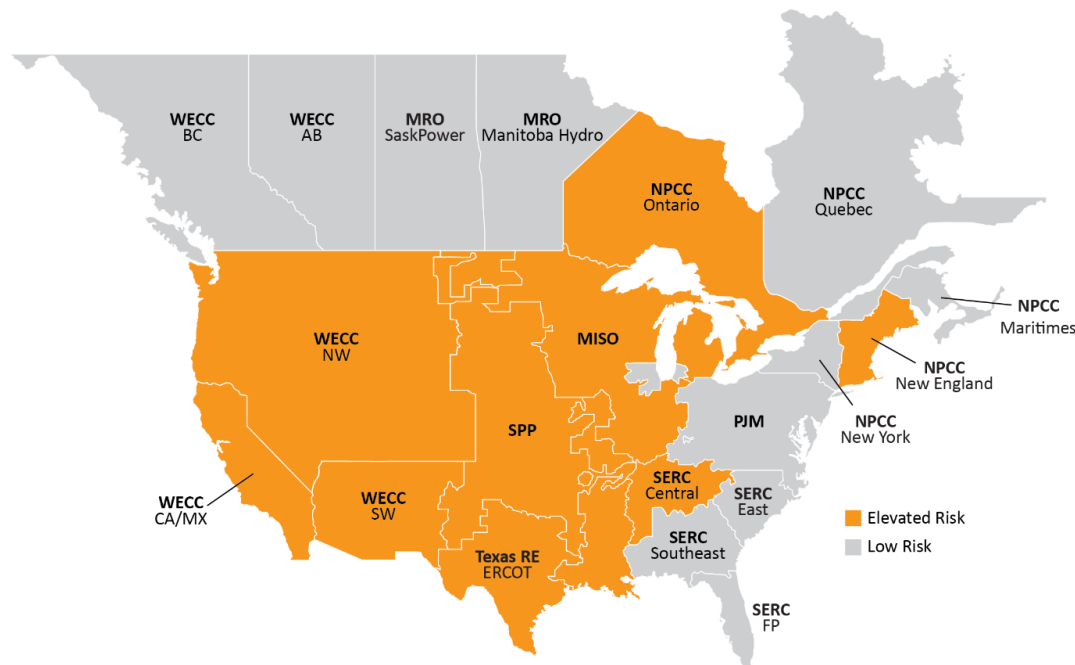 WECC
BC
WECC
AB
MRO
SaskPower
MRO
Manitoba Hydro
NPCC
Ontario
NPCC
Quebec
NPCC
Maritimes
WECC
NW
MISO
NPCC
New England
NPCC
New York
SPP
PJM
WECC
CA/MX
WECC
SW
SERC
Central
SERC
East
Elevated Risk
Low Risk
SERC
Southeast
Texas RE
ERCOT
SERC
FP